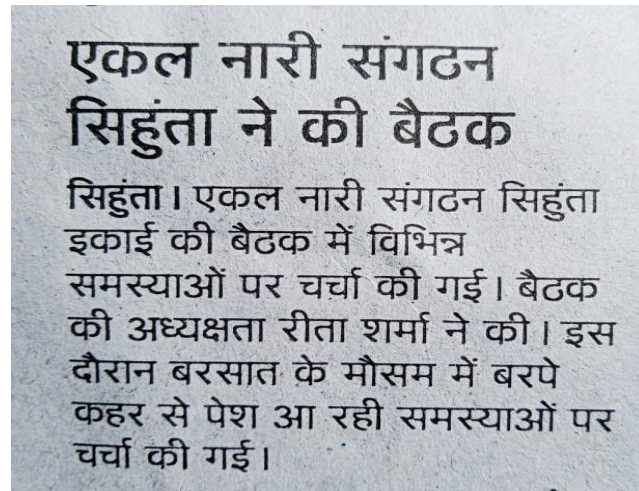 एकल नारी संगठन
सिहुंता ने की बैठक
सिहुंता। एकल नारी संगठन सिहुंता
इकाई की बैठक में विभिन्न
समस्याओं पर चर्चा की गई। बैठक
की अध्यक्षता रीता शर्मा ने की। इस
दौरान बरसात के मौसम में बरपे
कहर से पेश आ रही समस्याओं पर
चर्चा की गई।